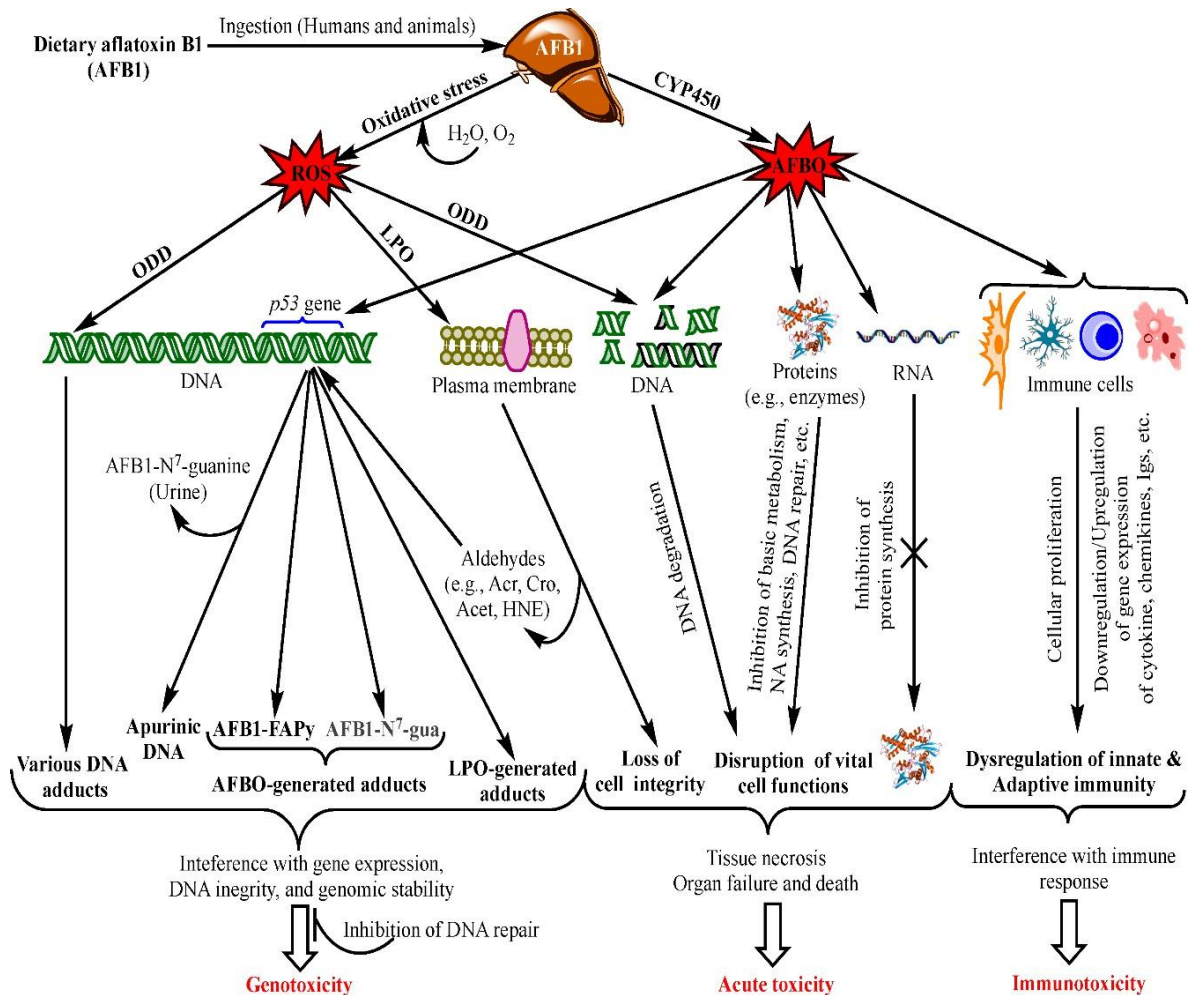 Ingestion (Humans and animals)
Dietary aflatoxin B1
(AFB1)
AFB1
Oxidative stress
CYP450
H₂O, O₂
ROS
AFBO
ODD
LPO
ODD
p53 gene
DNA
Plasma membrane
DNA
Proteins
(e.g., enzymes)
RNA
Immune cells
AFB1-N⁷-guanine
(Urine)
Aldehydes
(e.g., Acr, Cro,
Acet, HNE)
DNA degradation
Inhibition of basic metabolism,
NA synthesis, DNA repair, etc.
Inhibition of
protein synthesis
Cellular proliferation
Downregulation/Upregulation
of gene expression
of cytokine, chemikines, Igs, etc.
Various DNA
adducts
Apurinic
DNA
AFB1-FAPy
AFB1-N⁷-gua
AFBO-generated adducts
LPO-generated
adducts
Loss of
cell integrity
Disruption of vital
cell functions
Dysregulation of innate &
Adaptive immunity
Inteference with gene expression,
DNA inegrity, and genomic stability
Tissue necrosis
Organ failure and death
Interference with immune
response
Inhibition of DNA repair
Genotoxicity
Acute toxicity
Immunotoxicity